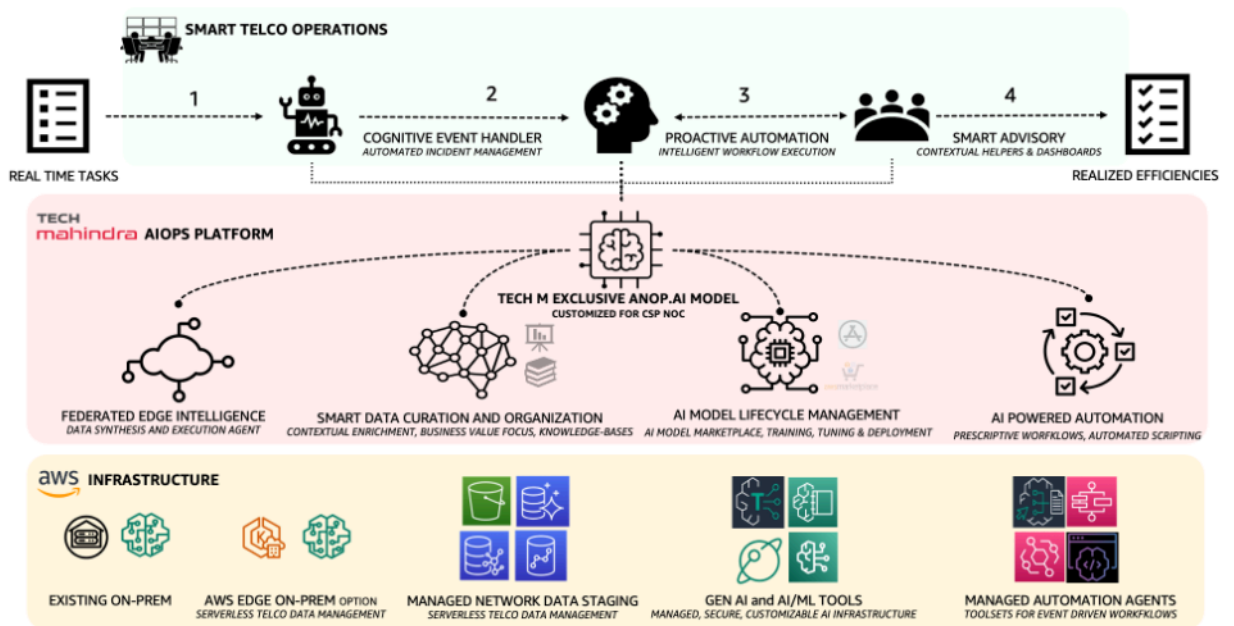 SMART TELCO OPERATIONS
1
2
3
4
COGNITIVE EVENT HANDLER
AUTOMATED INCIDENT MANAGEMENT
PROACTIVE AUTOMATION
INTELLIGENT WORKFLOW EXECUTION
SMART ADVISORY
CONTEXTUAL HELPERS & DASHBOARDS
REAL TIME TASKS
REALIZED EFFICIENCIES
TECH
mahindra AIOPS PLATFORM
TECH M EXCLUSIVE ANOP.AI MODEL
CUSTOMIZED FOR CSP NOC
FEDERATED EDGE INTELLIGENCE
DATA SYNTHESIS AND EXECUTION AGENT
SMART DATA CURATION AND ORGANIZATION
CONTEXTUAL ENRICHMENT, BUSINESS VALUE FOCUS, KNOWLEDGE-BASES
AI MODEL LIFECYCLE MANAGEMENT
AI MODEL MARKETPLACE, TRAINING, TUNING & DEPLOYMENT
AI POWERED AUTOMATION
PRESCRIPTIVE WORFKLOWS, AUTOMATED SCRIPTING
aws INFRASTRUCTURE
K
T
EXISTING ON-PREM
AWS EDGE ON-PREM OPTION
SERVERLESS TELCO DATA MANAGEMENT
MANAGED NETWORK DATA STAGING
SERVERLESS TELCO DATA MANAGEMENT
GEN AI and AI/ML TOOLS
MANAGED, SECURE, CUSTOMIZABLE AI INFRASTRUCTURE
MANAGED AUTOMATION AGENTS
TOOLSETS FOR EVENT DRIVEN WORKFKLOWS